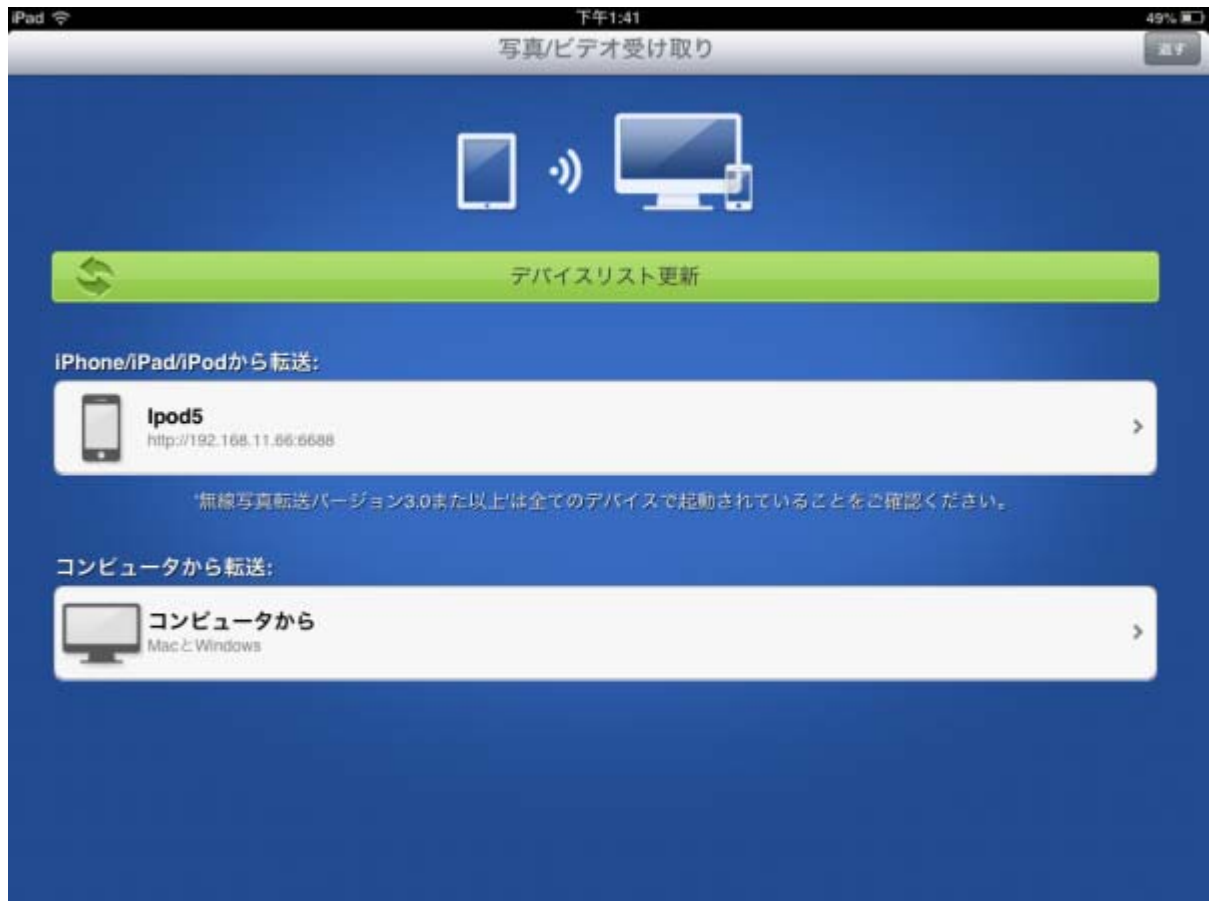 iPad 下午1:41 49%
写真/ビデオ受け取り 返す
デバイスリスト更新
iPhone/iPad/iPodから転送:
Ipod5
http://192.168.11.66:6688
"無線写真転送バージョン3.0また以上"は全てのデバイスで起動されていることをご確認ください。
コンピュータから転送:
コンピュータから
MacとWindows